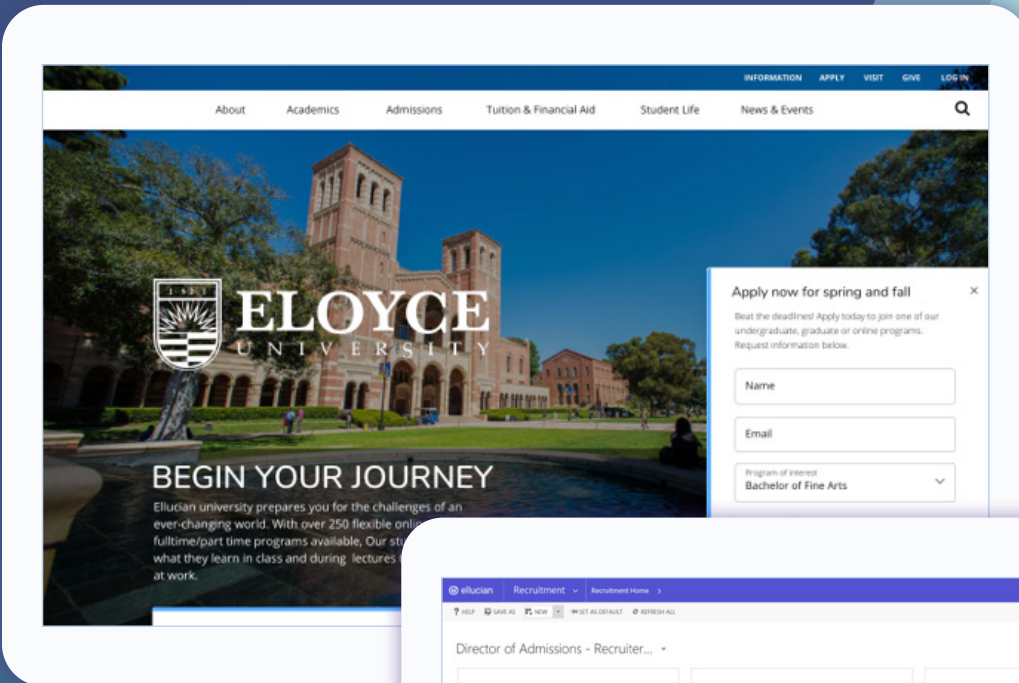 INFORMATION APPLY VISIT GIVE LOG IN
About Academics Admissions Tuition & Financial Aid Student Life News & Events
ELOYCE
UNIVERSITY
BEGIN YOUR JOURNEY
Ellucian university prepares you for the challenges of an
ever-changing world. With over 250 flexible
fulltime/part time programs available, Our
what they learn in class and during lectures
at work.
Apply now for spring and fall
Beat the deadlines! Apply today to join one of our
undergraduate, graduate or online programs.
Request information below.
Name
Email
Program of interest
Bachelor of Fine Arts
ellucian Recruitment Recruitment Home
HELP SAVE AS NEW SET AS DEFAULT REFRESH ALL
Director of Admissions - Recruiter...